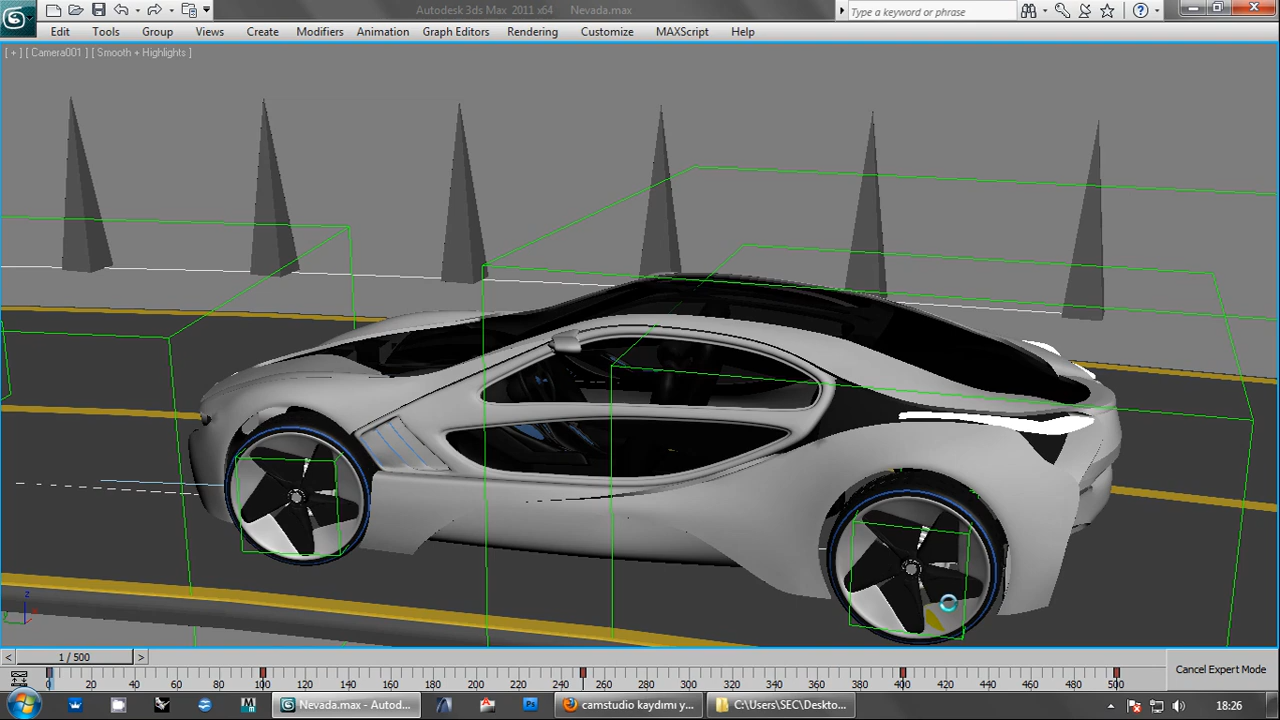 Autodesk 3ds Max 2011 x64 Nevada.max
Type a keyword or phrase
Edit Tools Group Views Create Modifiers Animation Graph Editors Rendering Customize MAXScript Help
[ + ] [ Camera001 ] [ Smooth + Highlights ]
z
< 1 / 500 >
Cancel Expert Mode
0 20 40 60 80 100 120 140 160 180 200 220 240 260 280 300 320 340 360 380 400 420 440 460 480 500
Nevada.max - Autod...
Ps
camstudio kaydımı y...
C:\Users\SEC\Deskto...
18:26